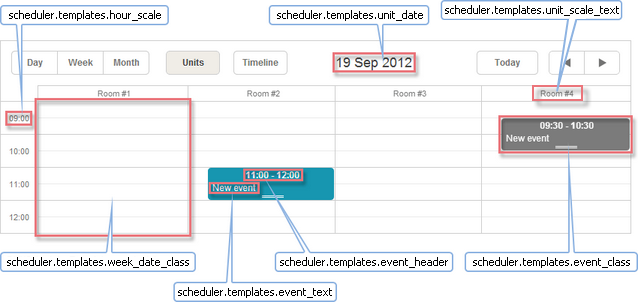 scheduler.templates.hour_scale
scheduler.templates.unit_date
scheduler.templates.unit_scale_text
Day Week Month Units Timeline 19 Sep 2012 Today
Room #1 Room #2 Room #3 Room #4
09:00
09:30 - 10:30
New event
10:00
11:00 - 12:00
11:00
New event
12:00
scheduler.templates.week_date_class
scheduler.templates.event_header
scheduler.templates.event_class
scheduler.templates.event_text